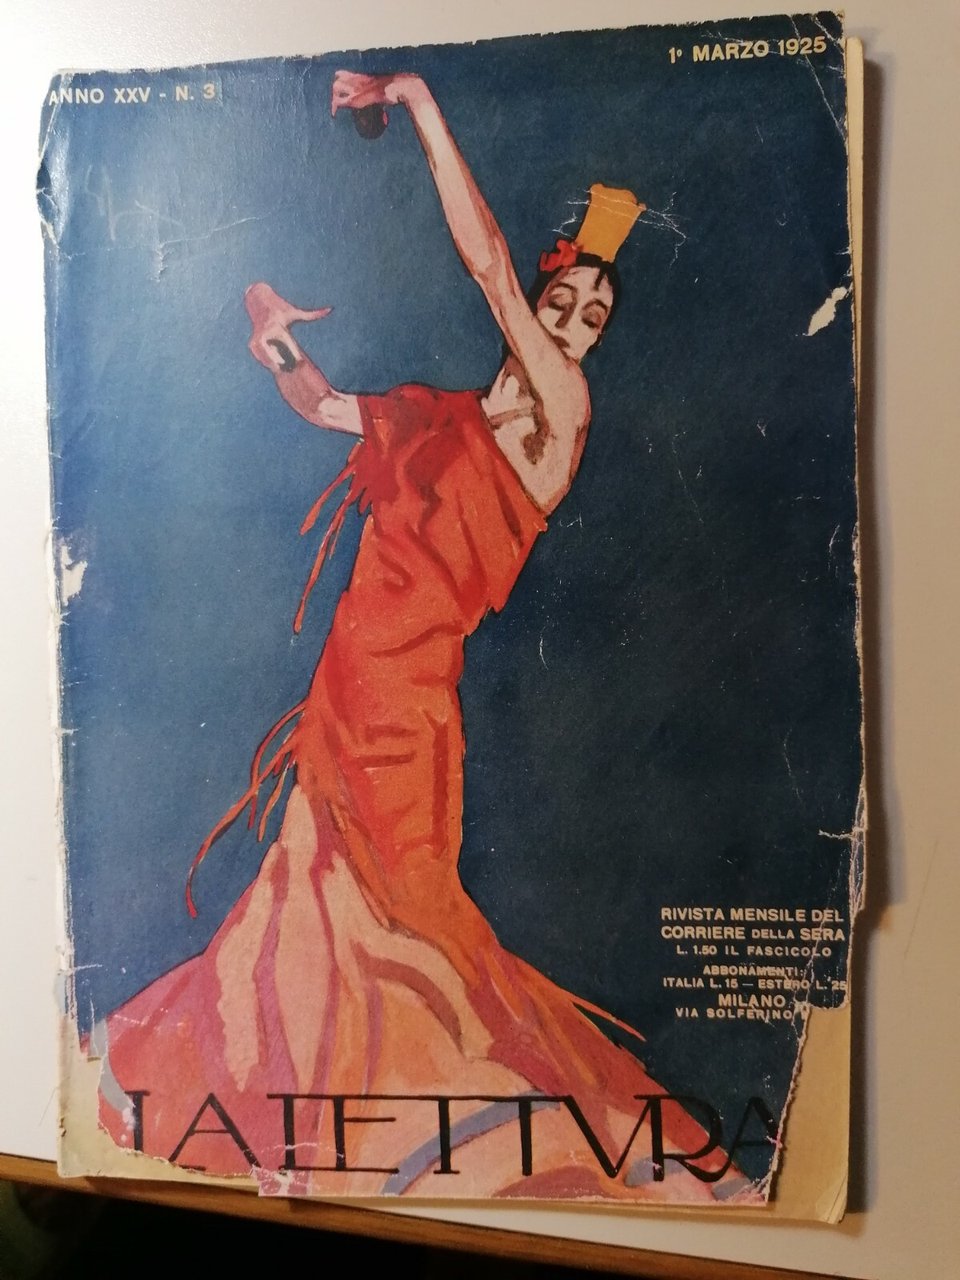 ANNO XXV - N. 3
1º MARZO 1925
RIVISTA MENSILE DEL
CORRIERE DELLA SERA
L. 1.50 IL FASCICOLO
ABBONAMENTI:
ITALIA L. 15 — ESTERO L. 25
MILANO
VIA SOLFERINO
LA LETTVRA